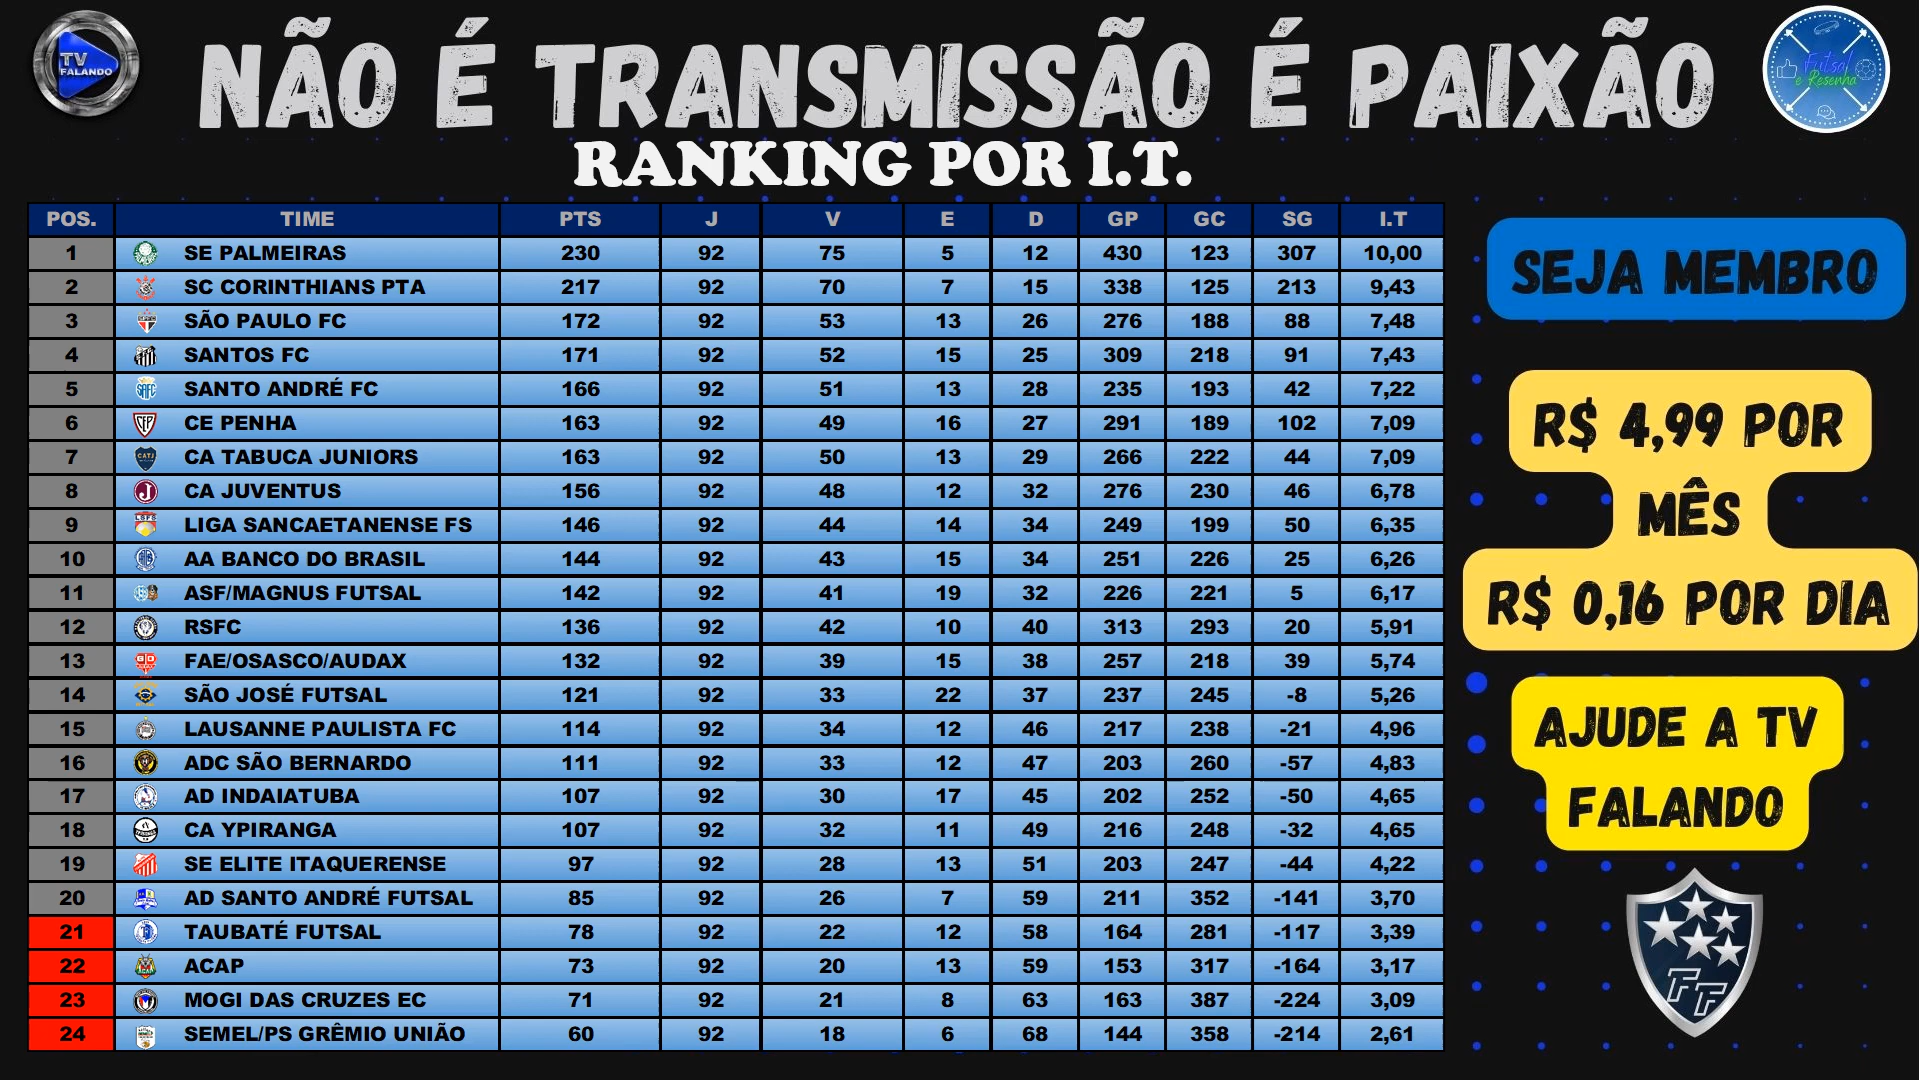 TV
FALANDO
NÃO É TRANSMISSÃO É PAIXÃO
Futsal
e Resenha
RANKING POR I.T.
POS. TIME PTS J V E D GP GC SG I.T
1 SE PALMEIRAS 230 92 75 5 12 430 123 307 10,00
2 SC CORINTHIANS PTA 217 92 70 7 15 338 125 213 9,43
3 SÃO PAULO FC 172 92 53 13 26 276 188 88 7,48
4 SANTOS FC 171 92 52 15 25 309 218 91 7,43
5 SANTO ANDRÉ FC 166 92 51 13 28 235 193 42 7,22
6 CE PENHA 163 92 49 16 27 291 189 102 7,09
7 CA TABUCA JUNIORS 163 92 50 13 29 266 222 44 7,09
8 CA JUVENTUS 156 92 48 12 32 276 230 46 6,78
9 LIGA SANCAETANENSE FS 146 92 44 14 34 249 199 50 6,35
10 AA BANCO DO BRASIL 144 92 43 15 34 251 226 25 6,26
11 ASF/MAGNUS FUTSAL 142 92 41 19 32 226 221 5 6,17
12 RSFC 136 92 42 10 40 313 293 20 5,91
13 FAE/OSASCO/AUDAX 132 92 39 15 38 257 218 39 5,74
14 SÃO JOSÉ FUTSAL 121 92 33 22 37 237 245 -8 5,26
15 LAUSANNE PAULISTA FC 114 92 34 12 46 217 238 -21 4,96
16 ADC SÃO BERNARDO 111 92 33 12 47 203 260 -57 4,83
17 AD INDAIATUBA 107 92 30 17 45 202 252 -50 4,65
18 CA YPIRANGA 107 92 32 11 49 216 248 -32 4,65
19 SE ELITE ITAQUERENSE 97 92 28 13 51 203 247 -44 4,22
20 AD SANTO ANDRÉ FUTSAL 85 92 26 7 59 211 352 -141 3,70
21 TAUBATÉ FUTSAL 78 92 22 12 58 164 281 -117 3,39
22 ACAP 73 92 20 13 59 153 317 -164 3,17
23 MOGI DAS CRUZES EC 71 92 21 8 63 163 387 -224 3,09
24 SEMEL/PS GRÊMIO UNIÃO 60 92 18 6 68 144 358 -214 2,61
SEJA MEMBRO
R$ 4,99 POR
MÊS
R$ 0,16 POR DIA
AJUDE A TV
FALANDO
FF